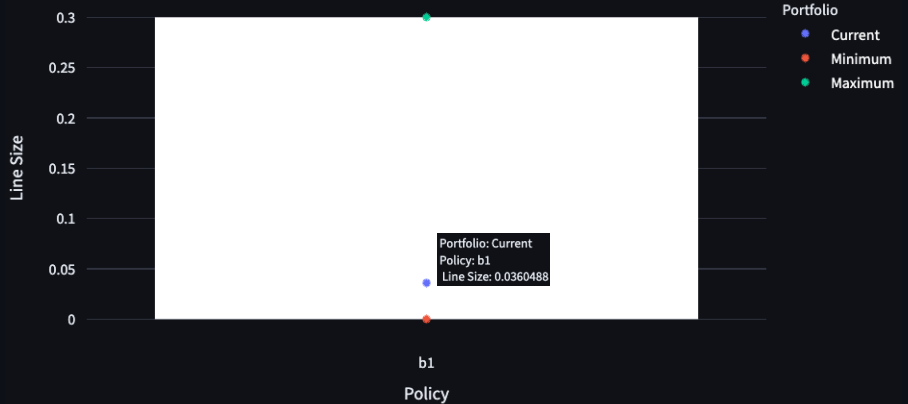 Portfolio
Current
Minimum
Maximum
Line Size
0.3
0.25
0.2
0.15
0.1
0.05
0
Portfolio: Current
Policy: b1
Line Size: 0.0360488
b1
Policy